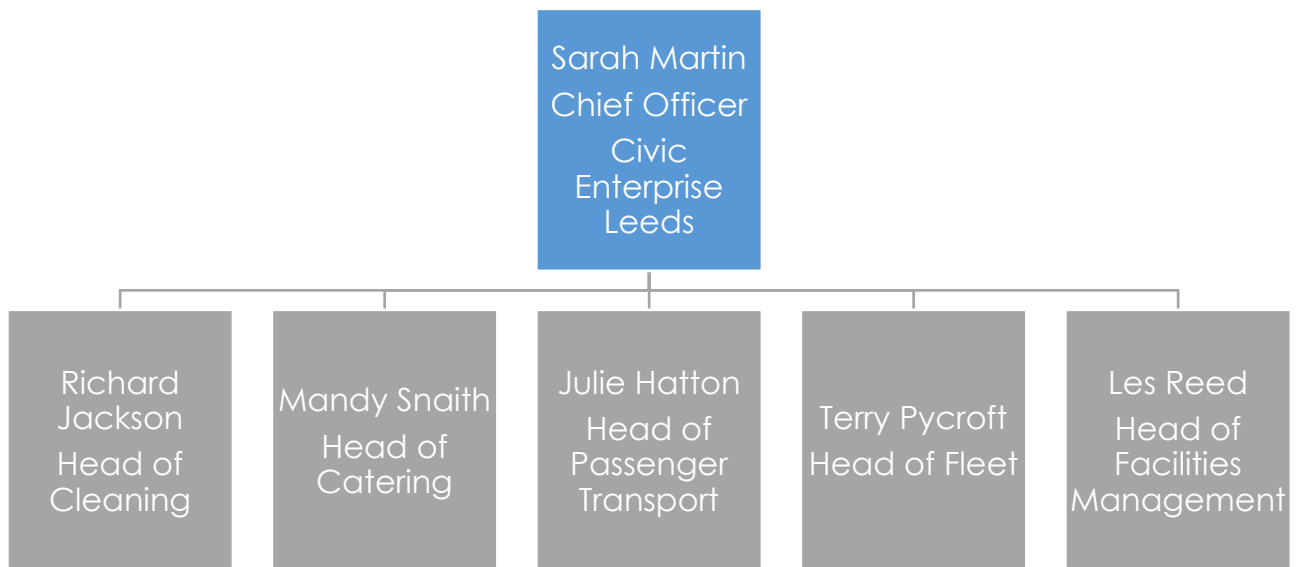 Sarah Martin
Chief Officer
Civic
Enterprise
Leeds
Richard
Jackson
Head of
Cleaning
Mandy Snaith
Head of
Catering
Julie Hatton
Head of
Passenger
Transport
Terry Pycroft
Head of Fleet
Les Reed
Head of
Facilities
Management